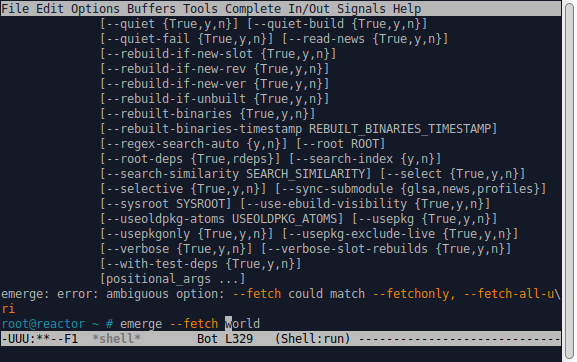 File Edit Options Buffers Tools Complete In/Out Signals Help
[--quiet {True,y,n}] [--quiet-build {True,y,n}]
[--quiet-fail {True,y,n}] [--read-news {True,y,n}]
[--rebuild-if-new-slot {True,y,n}]
[--rebuild-if-new-rev {True,y,n}]
[--rebuild-if-new-ver {True,y,n}]
[--rebuild-if-unbuilt {True,y,n}]
[--rebuilt-binaries {True,y,n}]
[--rebuilt-binaries-timestamp REBUILT_BINARIES_TIMESTAMP]
[--regex-search-auto {y,n}] [--root ROOT]
[--root-deps {True,rdeps}] [--search-index {y,n}]
[--search-similarity SEARCH_SIMILARITY] [--select {True,y,n}]
[--selective {True,y,n}] [--sync-submodule {glsa,news,profiles}]
[--sysroot SYSROOT] [--use-ebuild-visibility {True,y,n}]
[--useoldpkg-atoms USEOLDPKG_ATOMS] [--usepkg {True,y,n}]
[--usepkgonly {True,y,n}] [--usepkg-exclude-live {True,y,n}]
[--verbose {True,y,n}] [--verbose-slot-rebuilds {True,y,n}]
[--with-test-deps {True,y,n}]
[positional_args ...]
emerge: error: ambiguous option: --fetch could match --fetchonly, --fetch-all-u\
ri
root@reactor ~ # emerge --fetch world
-UUU:**--F1  *shell*        Bot L329   (Shell:run) ---------------------------